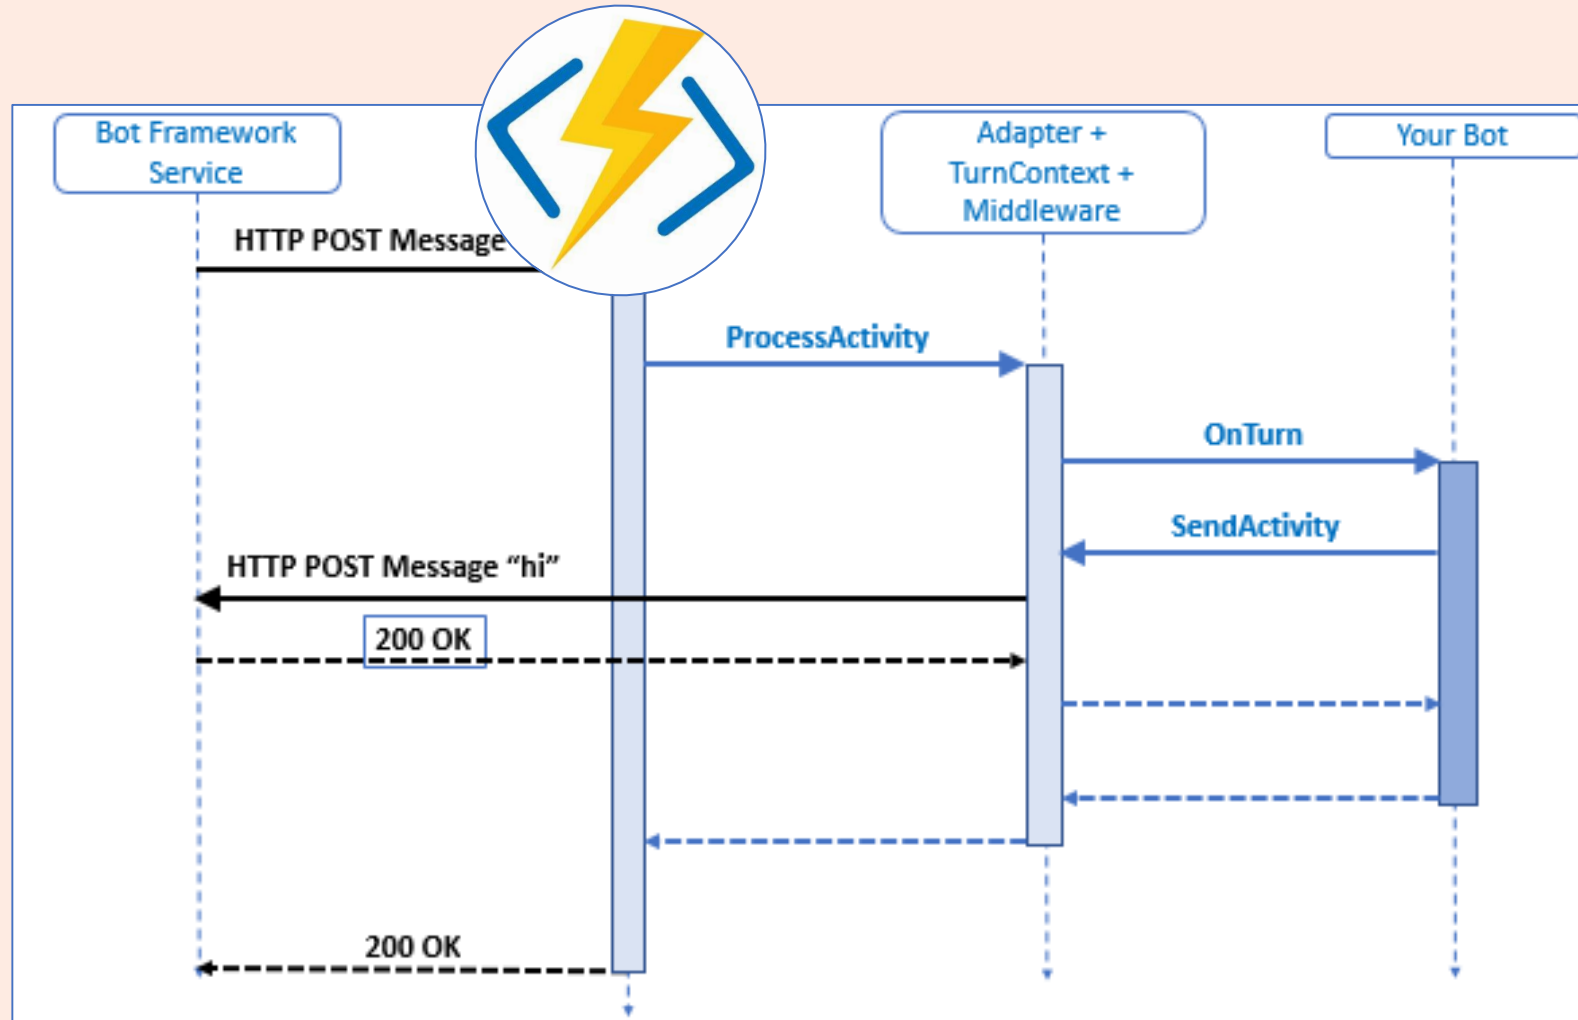 Bot Framework
Service
Adapter +
TurnContext +
Middleware
Your Bot
HTTP POST Message
ProcessActivity
OnTurn
SendActivity
HTTP POST Message “hi”
200 OK
200 OK